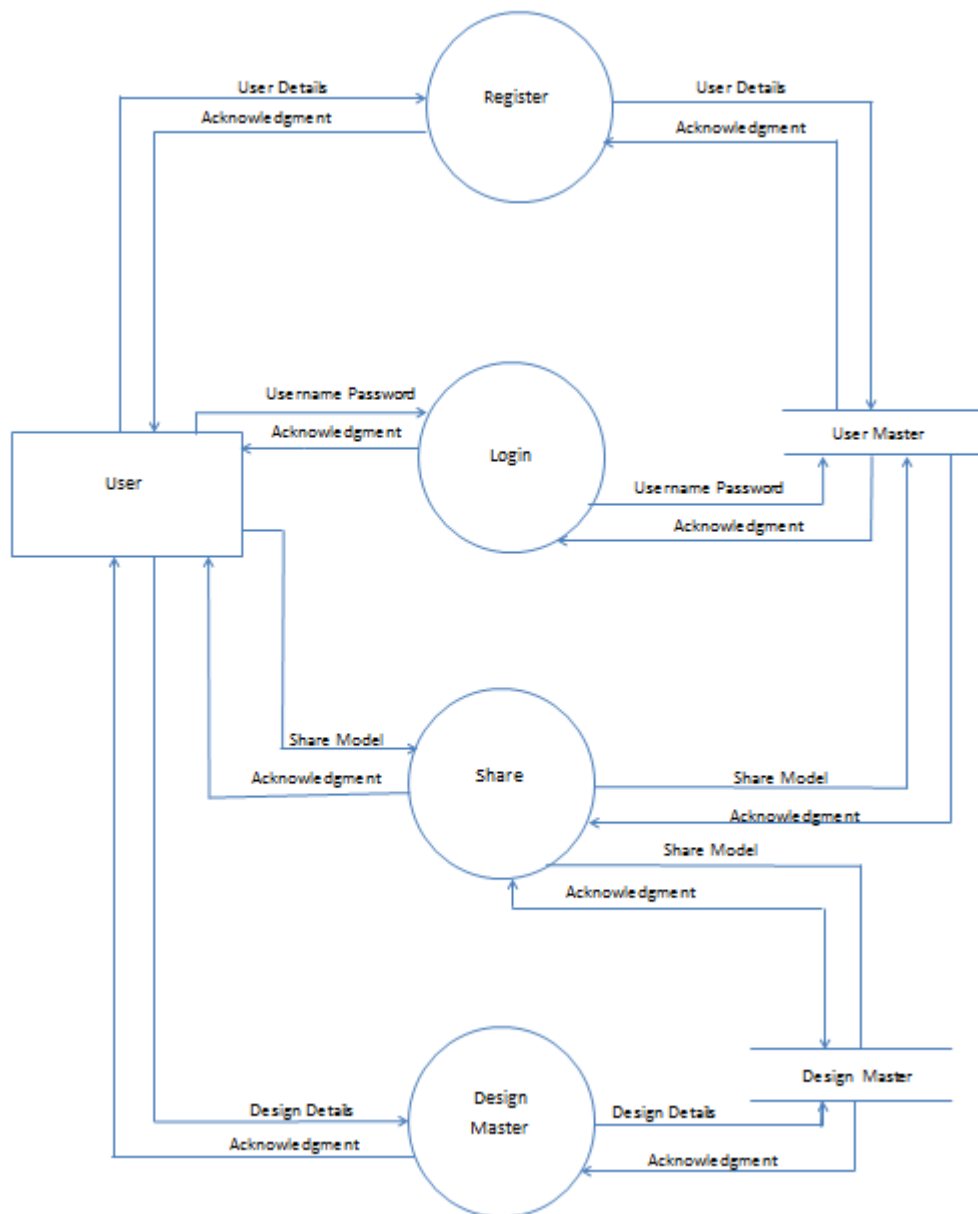 User Details
Register
User Details
Acknowledgment
Acknowledgment
Username Password
Acknowledgment
User Master
Login
User
Username Password
Acknowledgment
Share Model
Share
Acknowledgment
Share Model
Acknowledgment
Share Model
Acknowledgment
Design Master
Design
Master
Design Details
Design Details
Acknowledgment
Acknowledgment